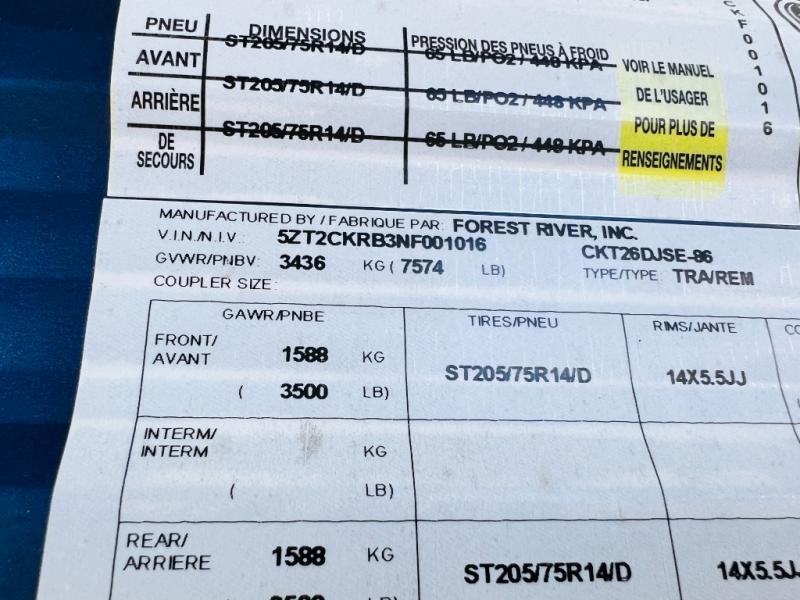 PNEU DIMENSIONS PRESSION DES PNEUS À FROID
AVANT ST205/75R14/D 65 LB/PO2 / 448 KPA VOIR LE MANUEL
ARRIÈRE ST205/75R14/D 65 LB/PO2 / 448 KPA DE L'USAGER
POUR PLUS DE
DE SECOURS ST205/75R14/D 65 LB/PO2 / 448 KPA RENSEIGNEMENTS
CKF001016
MANUFACTURED BY / FABRIQUE PAR: FOREST RIVER, INC.
V.I.N./N.I.V.: 5ZT2CKRB3NF001016 CKT26DJSE-86
GVWR/PNBV: 3436 KG ( 7574 LB) TYPE/TYPE: TRA/REM
COUPLER SIZE:
GAWR/PNBE TIRES/PNEU RIMS/JANTE CO
FRONT/
AVANT 1588 KG ST205/75R14/D 14X5.5JJ
( 3500 LB)
INTERM/
INTERM KG
( LB)
REAR/
ARRIERE 1588 KG ST205/75R14/D 14X5.5J